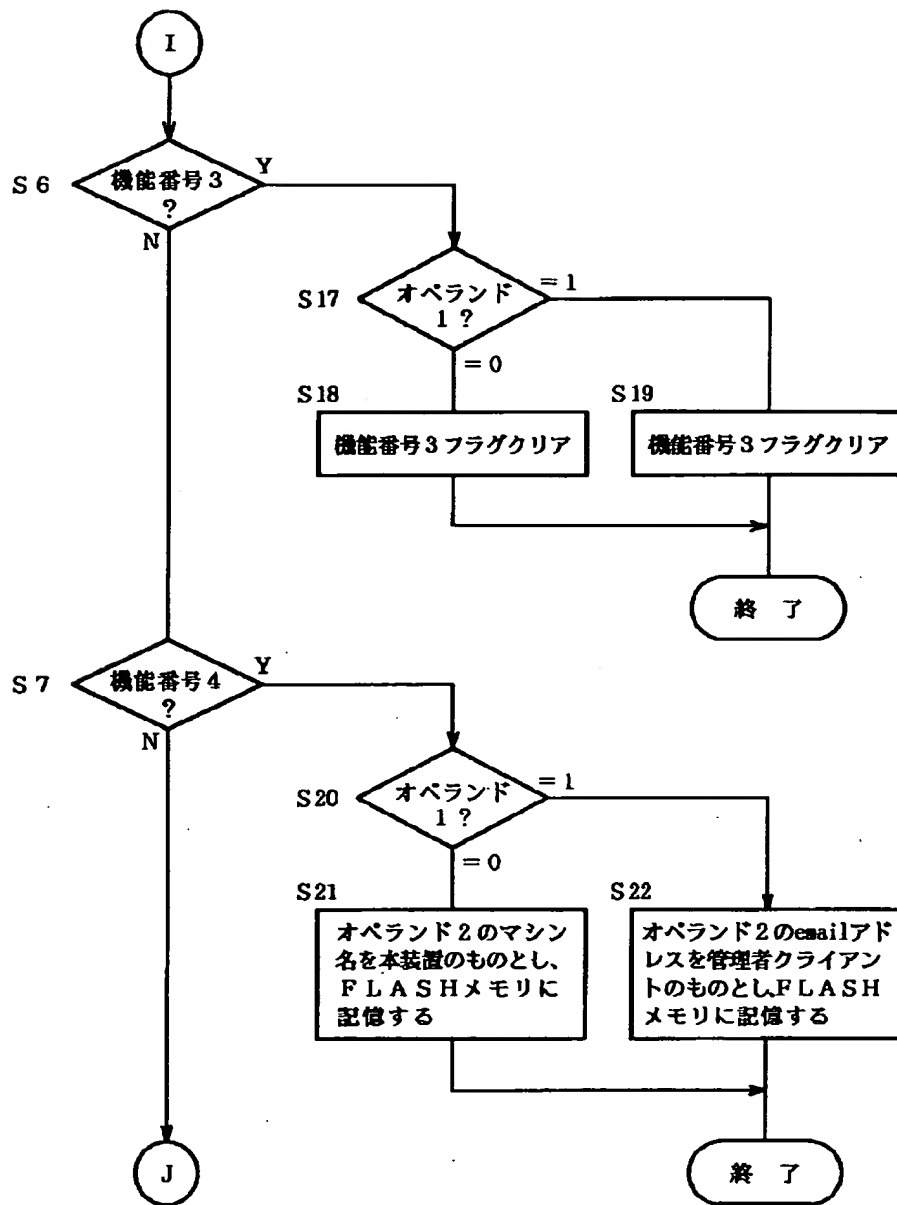 I
S6
機能番号3
?
Y
N
S17
オペランド
1?
=1
=0
S18
機能番号3フラグクリア
S19
機能番号3フラグクリア
終 了
S7
機能番号4
?
Y
N
S20
オペランド
1?
=1
=0
S21
オペランド2のマシン
名を本装置のものとし、
FLASHメモリに
記憶する
S22
オペランド2のemailアド
レスを管理者クライアン
トのものとし、FLASH
メモリに記憶する
終 了
J